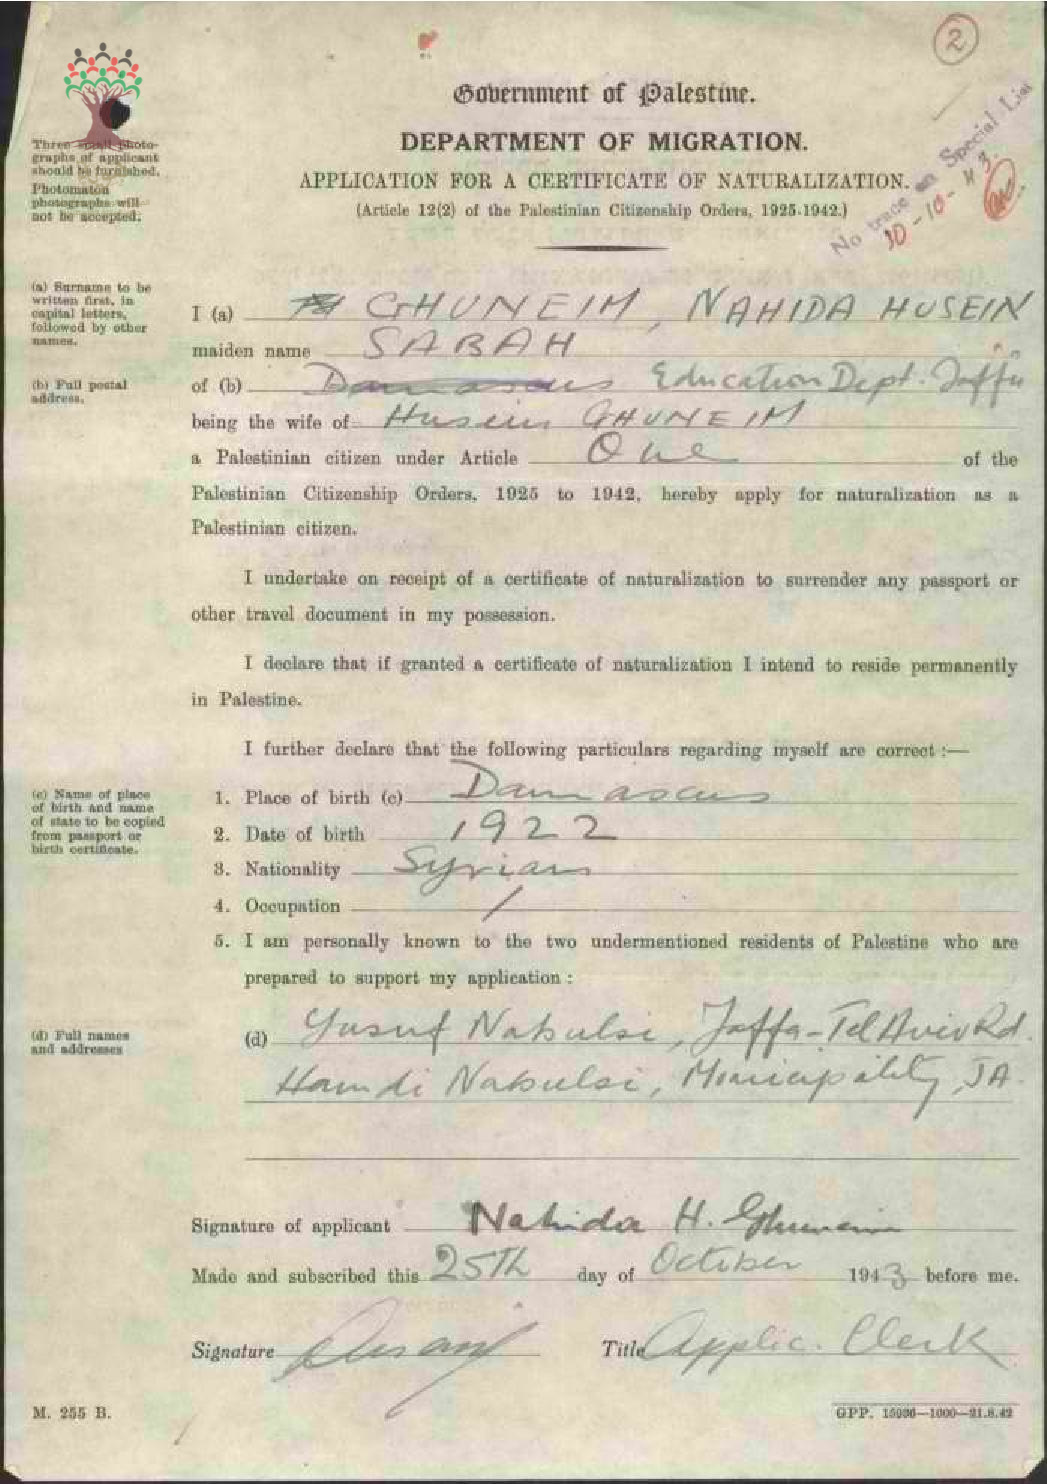 2
Government of Palestine.
DEPARTMENT OF MIGRATION.
APPLICATION FOR A CERTIFICATE OF NATURALIZATION.
(Article 12(2) of the Palestinian Citizenship Orders, 1925-1942.)
No trace on Special List
30-10-43.
Three small photo-
graphs of applicant
should be furnished.
Photomaton
photographs will
not be accepted.
(a) Surname to be
written first, in
capital letters,
followed by other
names.
I (a) GHUNEIM, NAHIDA HUSEIN
maiden name SABAH
(b) Full postal
address.
of (b) Damascus Education Dept. Jaffa
being the wife of Husein GHUNEIM
a Palestinian citizen under Article One of the
Palestinian Citizenship Orders, 1925 to 1942, hereby apply for naturalization as a
Palestinian citizen.
I undertake on receipt of a certificate of naturalization to surrender any passport or
other travel document in my possession.
I declare that if granted a certificate of naturalization I intend to reside permanently
in Palestine.
I further declare that the following particulars regarding myself are correct :—
(c) Name of place
of birth and name
of state to be copied
from passport or
birth certificate.
1. Place of birth (c) Damascus
2. Date of birth 1922
3. Nationality Syrian
4. Occupation /
5. I am personally known to the two undermentioned residents of Palestine who are
prepared to support my application :
(d) Full names
and addresses
(d) Yusuf Nabulsi, Jaffa-Tel Aviv Rd.
Hamdi Nabulsi, Municipality, JA.
Signature of applicant Nahida H. Ghuneim
Made and subscribed this 25Th day of October 1943 before me.
Signature Title Applic. Clerk
M. 255 B.
GPP. 15036—1000—21.8.42